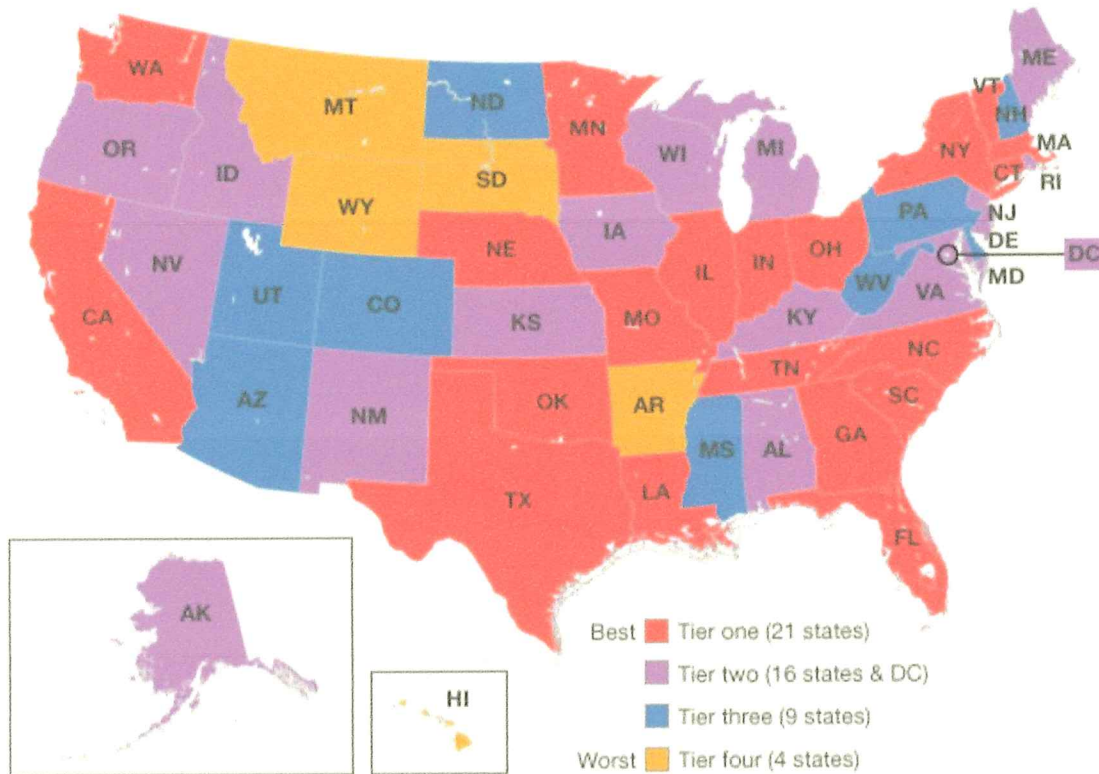 WA
MT
ND
MN
ME
VT
NH
OR
ID
WY
SD
WI
MI
NY
MA
CT
RI
NV
UT
CO
NE
IA
IL
IN
OH
PA
NJ
DE
DC
MD
WV
VA
CA
KS
MO
KY
AZ
NM
OK
AR
TN
NC
SC
MS
AL
GA
TX
LA
FL
AK
HI
Best Tier one (21 states)
Tier two (16 states & DC)
Tier three (9 states)
Worst Tier four (4 states)